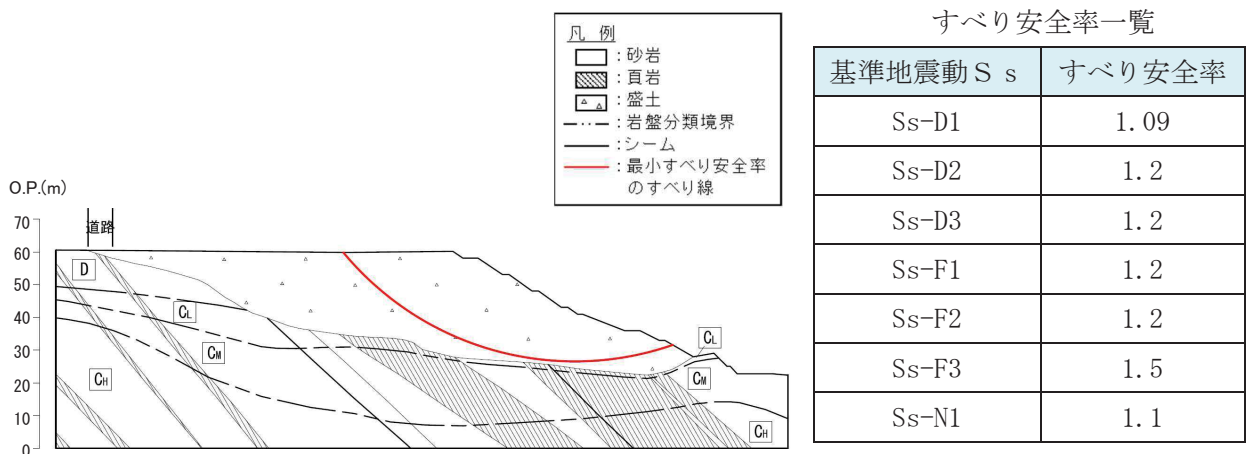 凡 例
：砂岩
：頁岩
：盛土
：岩盤分類境界
：シーム
：最小すべり安全率
のすべり線
すべり安全率一覧
基準地震動Ｓｓ すべり安全率
Ss-D1 1.09
Ss-D2 1.2
Ss-D3 1.2
Ss-F1 1.2
Ss-F2 1.2
Ss-F3 1.5
Ss-N1 1.1
O.P.(m)
70
60
50
40
30
20
10
0
道路
D
CL
CM
CH
CL
CM
CH